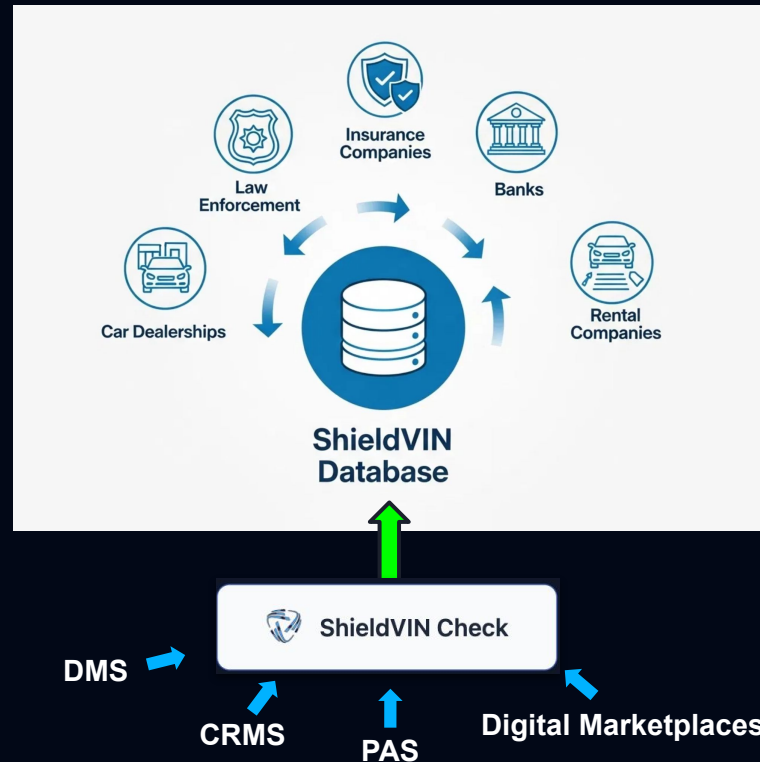 Insurance
Companies
Law
Enforcement
Banks
Car Dealerships
Rental
Companies
ShieldVIN
Database
ShieldVIN Check
DMS
CRMS
PAS
Digital Marketplaces